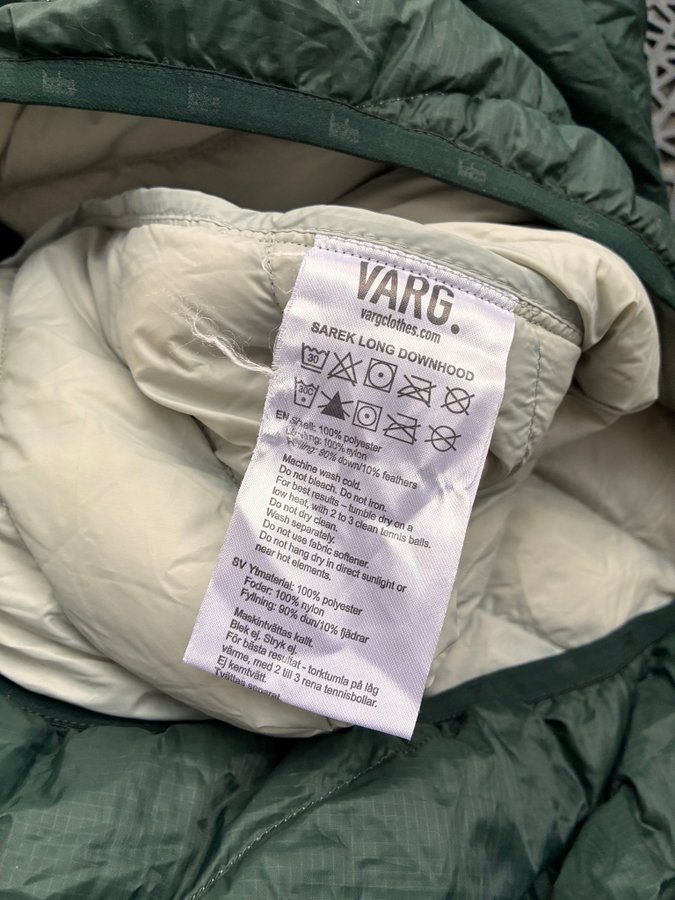 VARG.
vargclothes.com
SAREK LONG DOWNHOOD
30
30C
EN Shell: 100% polyester
Lining: 100% nylon
Filling: 90% down/10% feathers
Machine wash cold.
Do not bleach. Do not iron.
For best results – tumble dry on a
low heat, with 2 to 3 clean tennis balls.
Do not dry clean.
Wash separately.
Do not use fabric softener.
Do not hang dry in direct sunlight or
near hot elements.
SV Ytmaterial: 100% polyester
Foder: 100% nylon
Fyllning: 90% dun/10% fjädrar
Maskintvättas kallt.
Blek ej. Stryk ej.
För bästa resultat - torktumla på låg
värme, med 2 till 3 rena tennisbollar.
Ej kemtvätt.
Tvättas separat